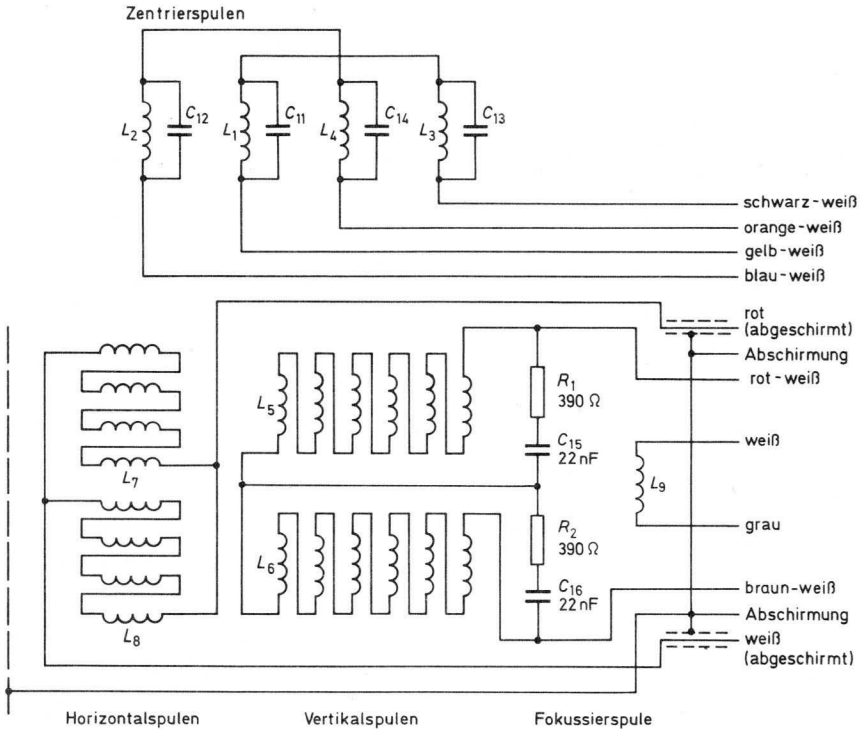 Zentrierspulen
L2
C12
L1
C11
L4
C14
L3
C13
schwarz-weiß
orange-weiß
gelb-weiß
blau-weiß
rot
(abgeschirmt)
Abschirmung
rot-weiß
L5
R1
390 Ω
C15
22 nF
weiß
L7
L9
L6
R2
390 Ω
grau
C16
22 nF
braun-weiß
L8
Abschirmung
weiß
(abgeschirmt)
Horizontalspulen
Vertikalspulen
Fokussierspule